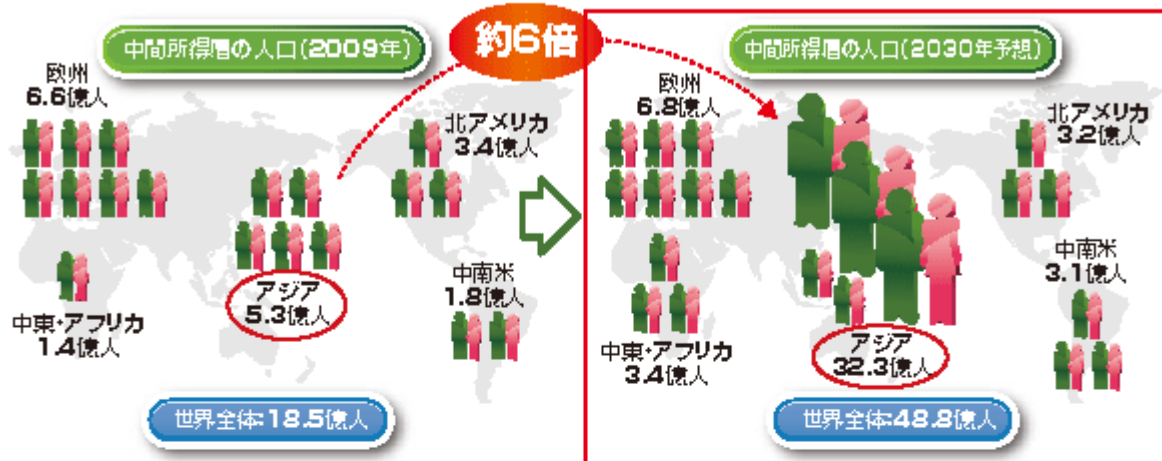 中間所得層の人口(2009年)
約6倍
中間所得層の人口(2030年予想)
欧州
6.6億人
北アメリカ
3.4億人
アジア
5.3億人
中東・アフリカ
1.4億人
中南米
1.8億人
世界全体:18.5億人
欧州
6.8億人
北アメリカ
3.2億人
中南米
3.1億人
中東・アフリカ
3.4億人
アジア
32.3億人
世界全体:48.8億人